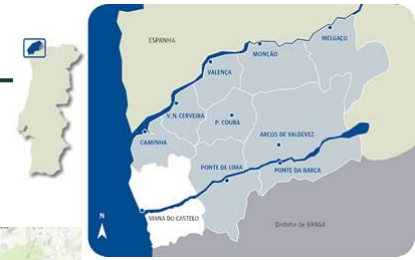 ESPANHA
MELGAÇO
MONÇÃO
VALENÇA
V. N. CERVEIRA
P. COURA
CAMINHA
ARCOS DE VALDEVEZ
PONTE DE LIMA
PONTE DA BARCA
VIANA DO CASTELO
N
Distrito de BRAGA